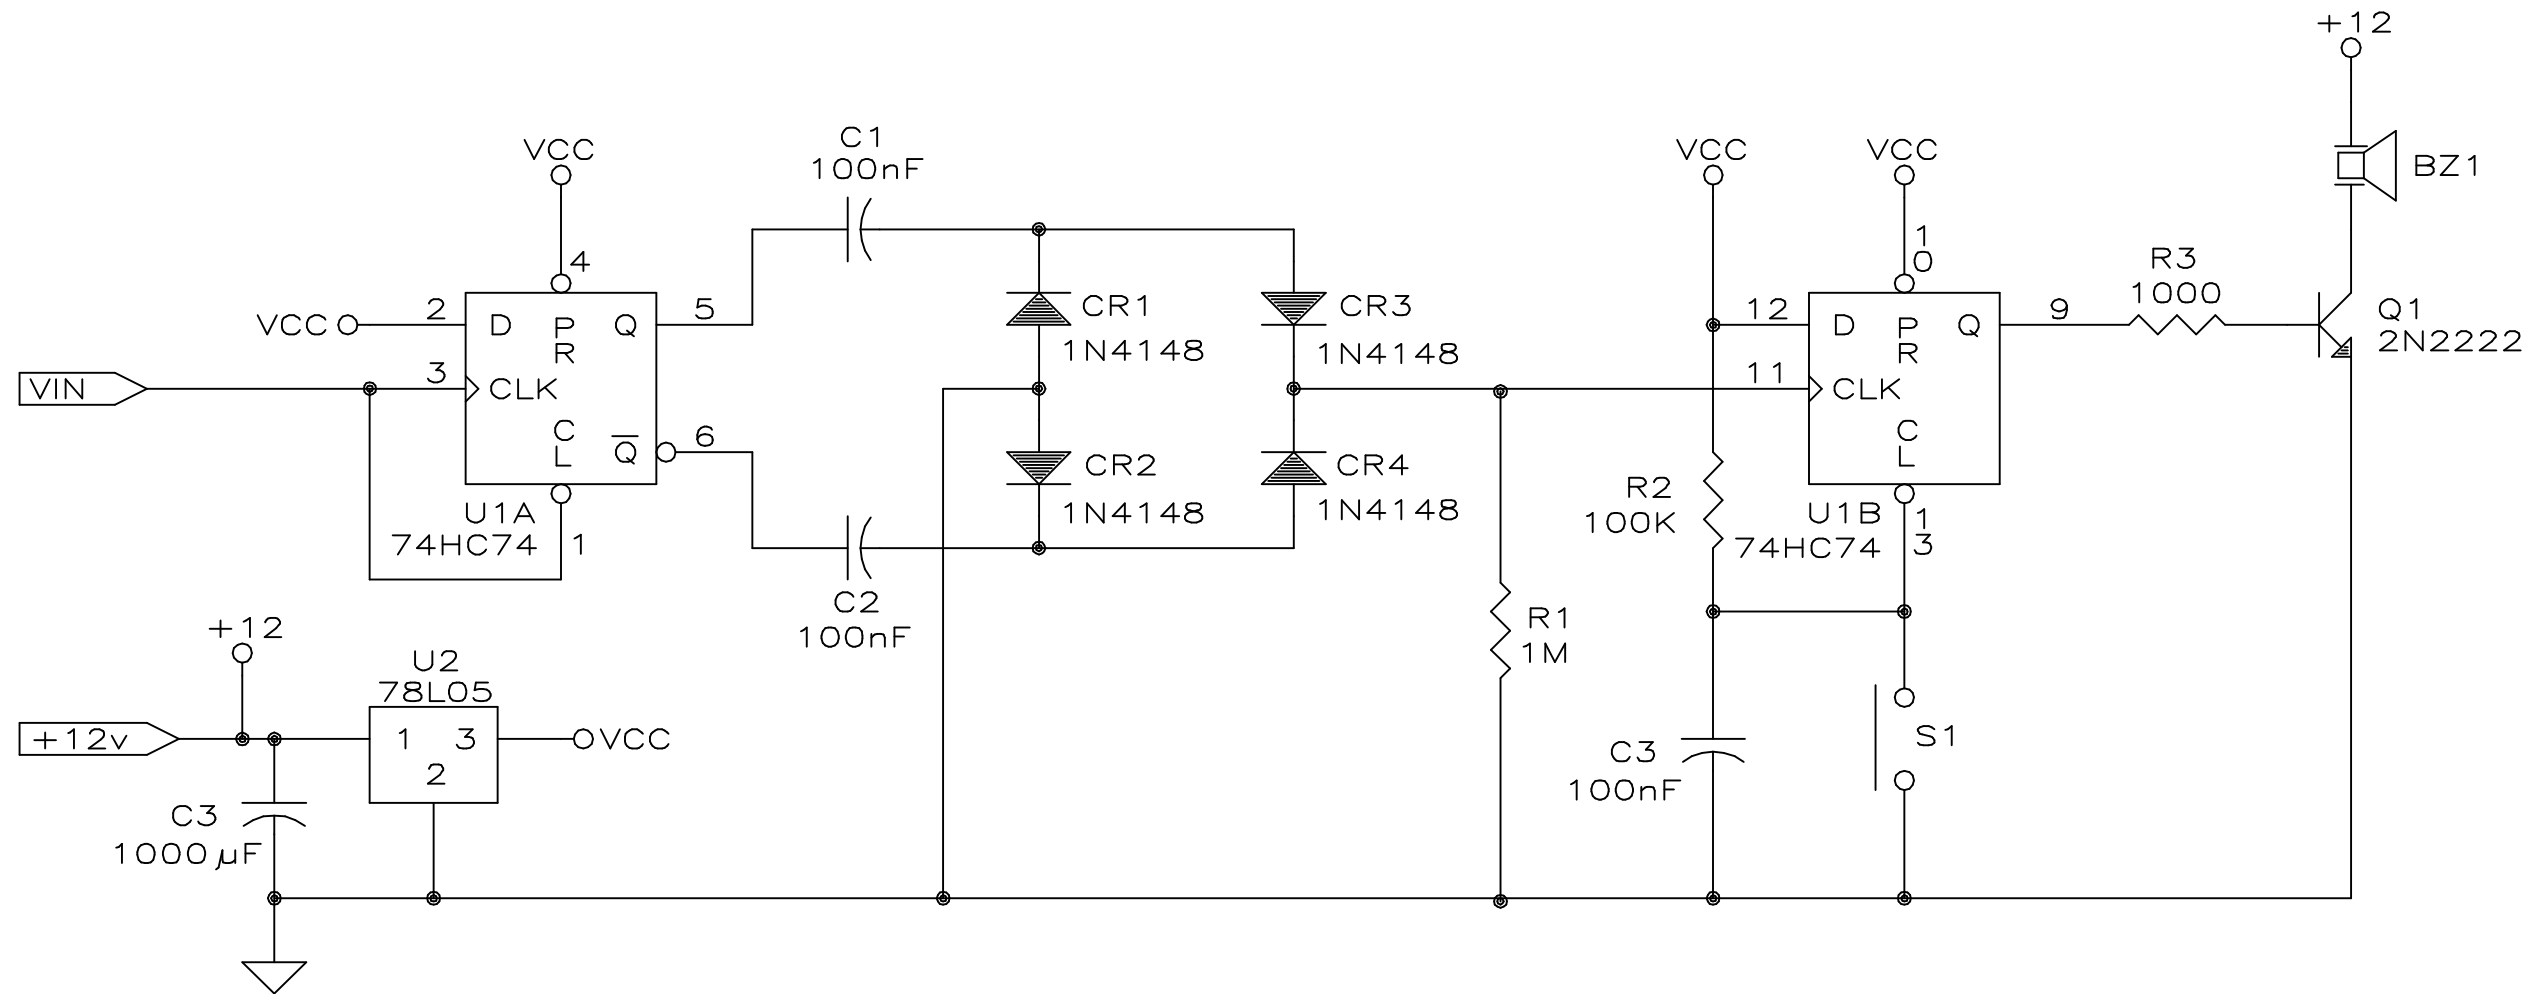 +12
VCC
C1
100nF
VCC
VCC
BZ1
4
1
0
VCC
2
D
P
R
Q
5
CR1
1N4148
CR3
1N4148
12
D
P
R
Q
9
R3
1000
Q1
2N2222
VIN
3
CLK
11
CLK
C
L
Q
6
CR2
1N4148
CR4
1N4148
R2
100K
C
L
U1A
74HC74
1
U1B
74HC74
1
3
C2
100nF
R1
1M
+12
U2
78L05
+12v
1
3
2
VCC
C3
100nF
S1
C3
1000µF